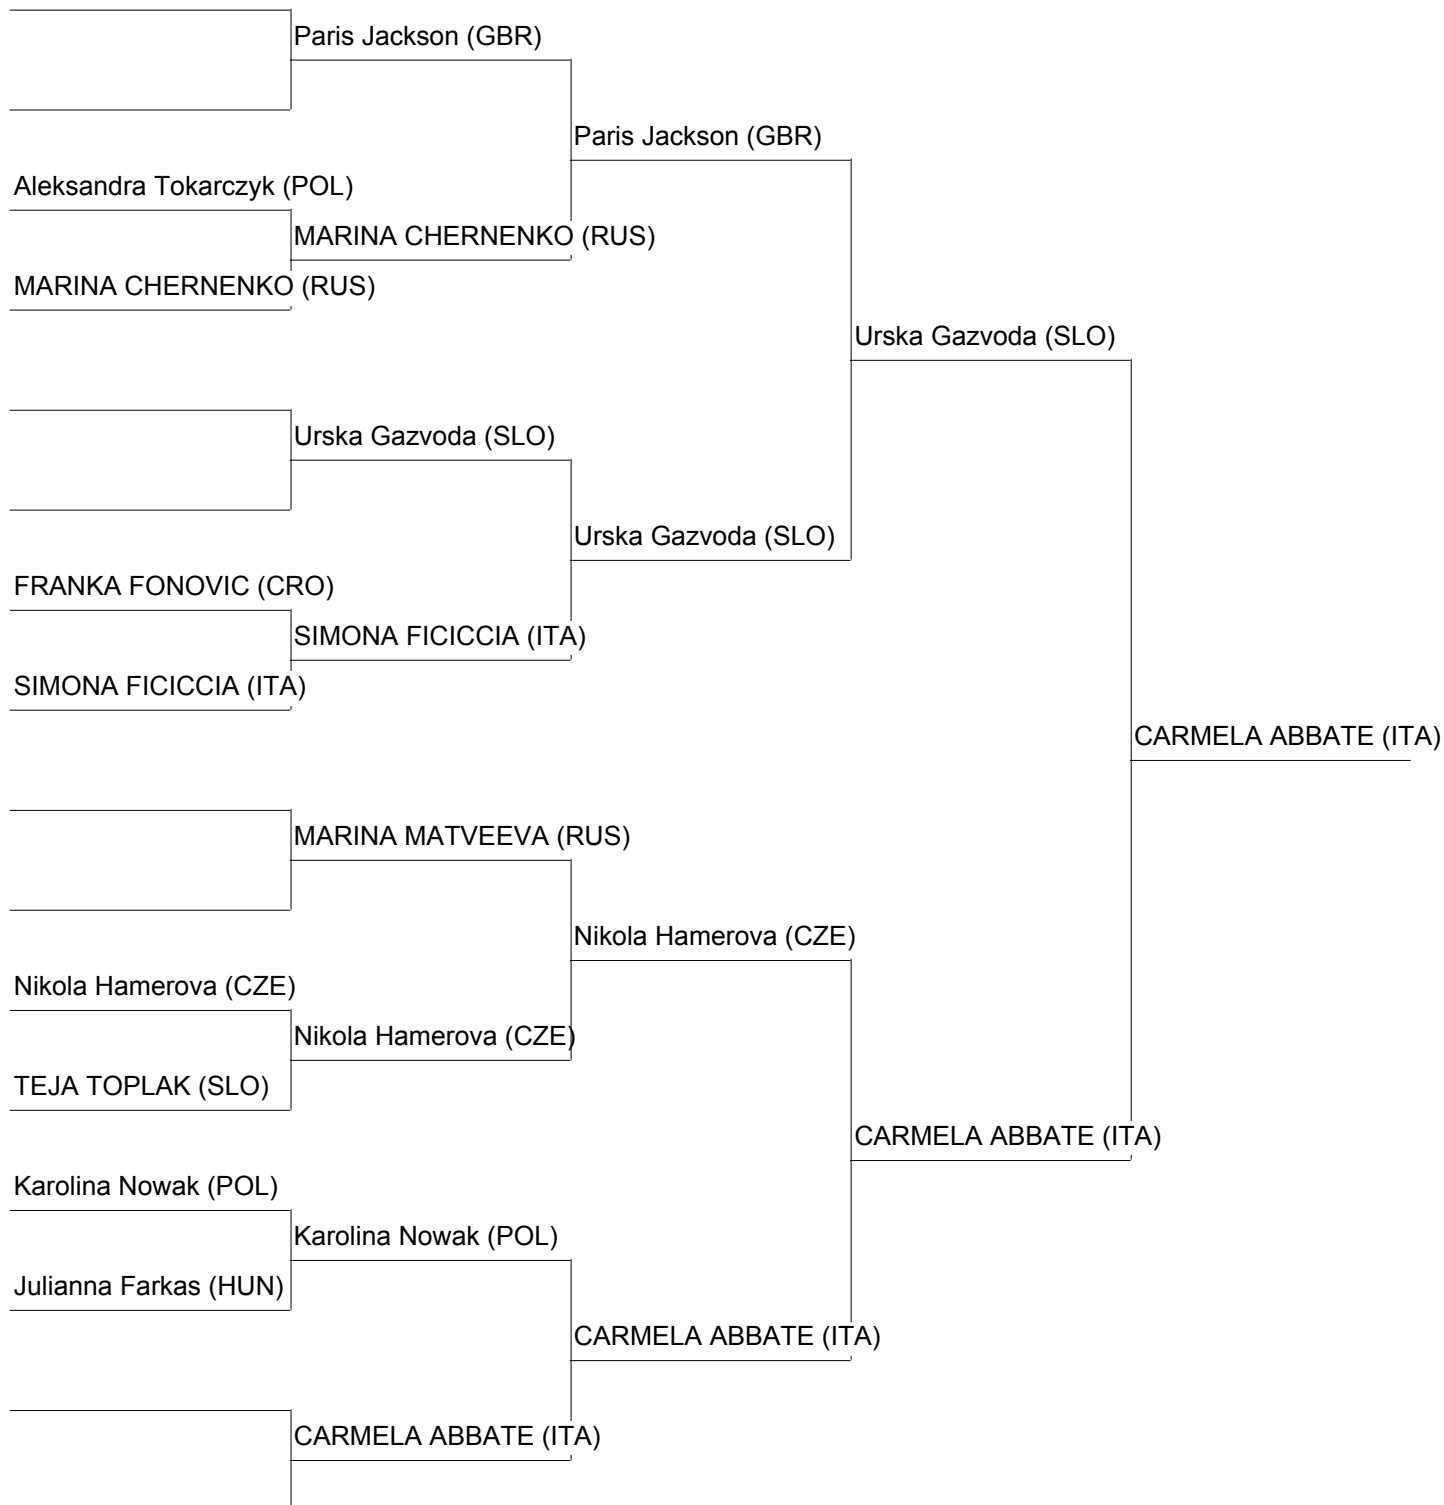 Paris Jackson (GBR)
Paris Jackson (GBR)
Aleksandra Tokarczyk (POL)
MARINA CHERNENKO (RUS)
MARINA CHERNENKO (RUS)
Urska Gazvoda (SLO)
Urska Gazvoda (SLO)
Urska Gazvoda (SLO)
FRANKA FONOVIC (CRO)
SIMONA FICICCIA (ITA)
SIMONA FICICCIA (ITA)
CARMELA ABBATE (ITA)
MARINA MATVEEVA (RUS)
Nikola Hamerova (CZE)
Nikola Hamerova (CZE)
Nikola Hamerova (CZE)
TEJA TOPLAK (SLO)
CARMELA ABBATE (ITA)
Karolina Nowak (POL)
Karolina Nowak (POL)
Julianna Farkas (HUN)
CARMELA ABBATE (ITA)
CARMELA ABBATE (ITA)